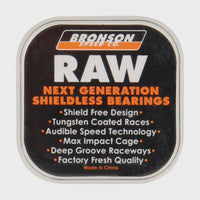 BRONSON
SPEED CO.
RAW
NEXT GENERATION
SHIELDLESS BEARINGS
•Shield Free Design•
•Tungsten Coated Races•
•Audible Speed Technology•
•Max Impact Cage•
•Deep Groove Raceways•
•Factory Fresh Quality•
Made in China